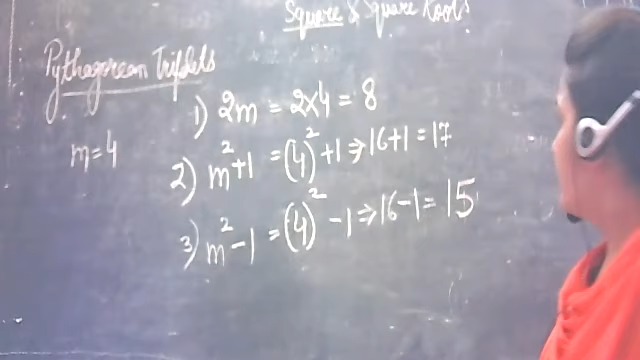 Square & Square Roots
Pythagorean Triplets
m=4
1) 2m = 2×4 = 8
2) m²+1 = (4)²+1 ⇒ 16+1 = 17
3) m²-1 = (4)²-1 ⇒ 16-1 = 15